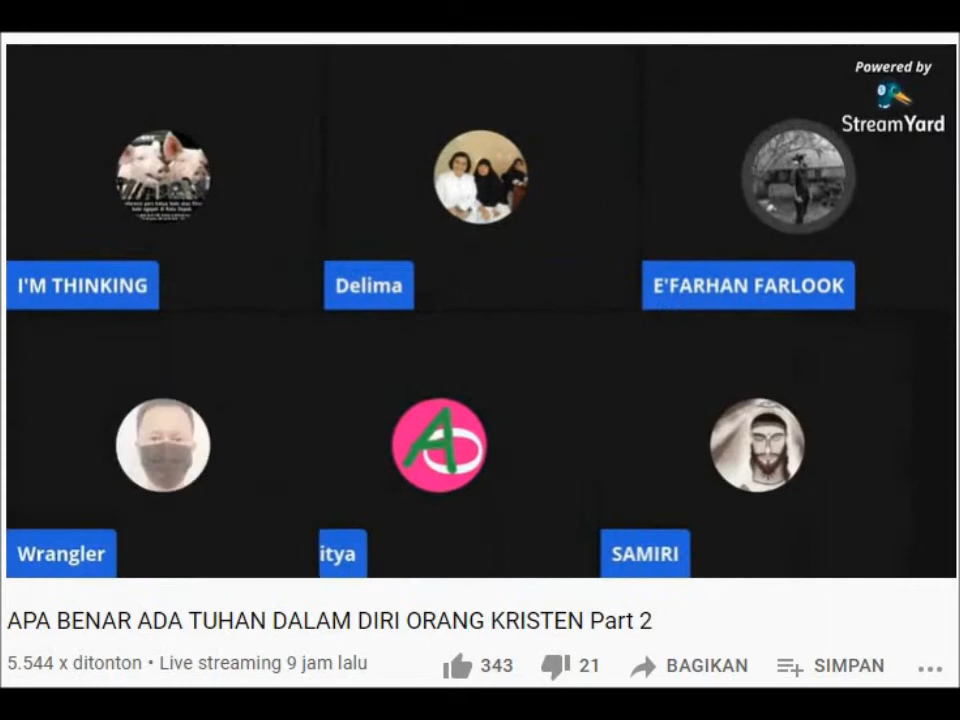 Powered by
StreamYard
I'M THINKING
Delima
E'FARHAN FARLOOK
Wrangler
itya
SAMIRI
APA BENAR ADA TUHAN DALAM DIRI ORANG KRISTEN Part 2
5.544 x ditonton • Live streaming 9 jam lalu
343
21
BAGIKAN
SIMPAN